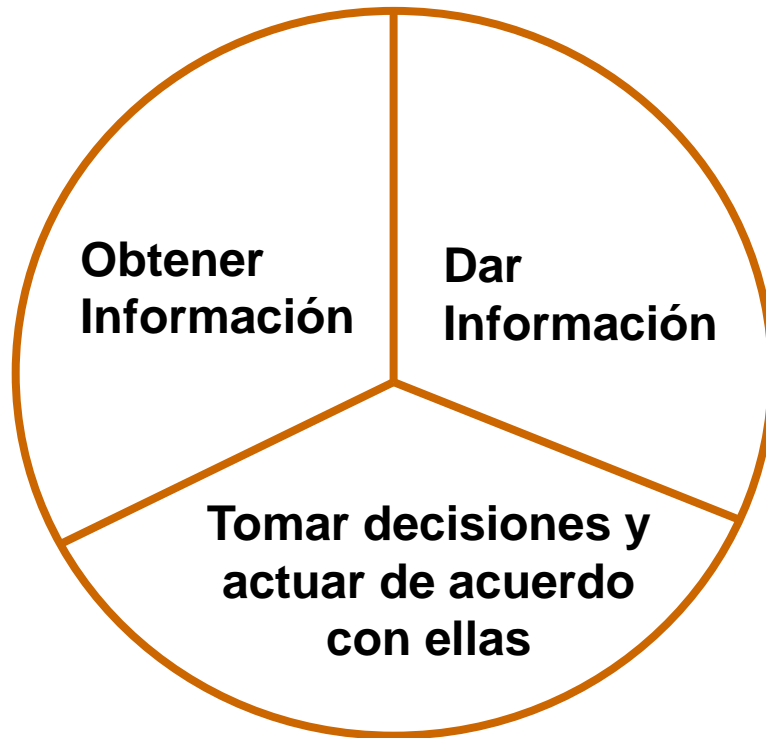 Obtener
Información
Dar
Información
Tomar decisiones y
actuar de acuerdo
con ellas